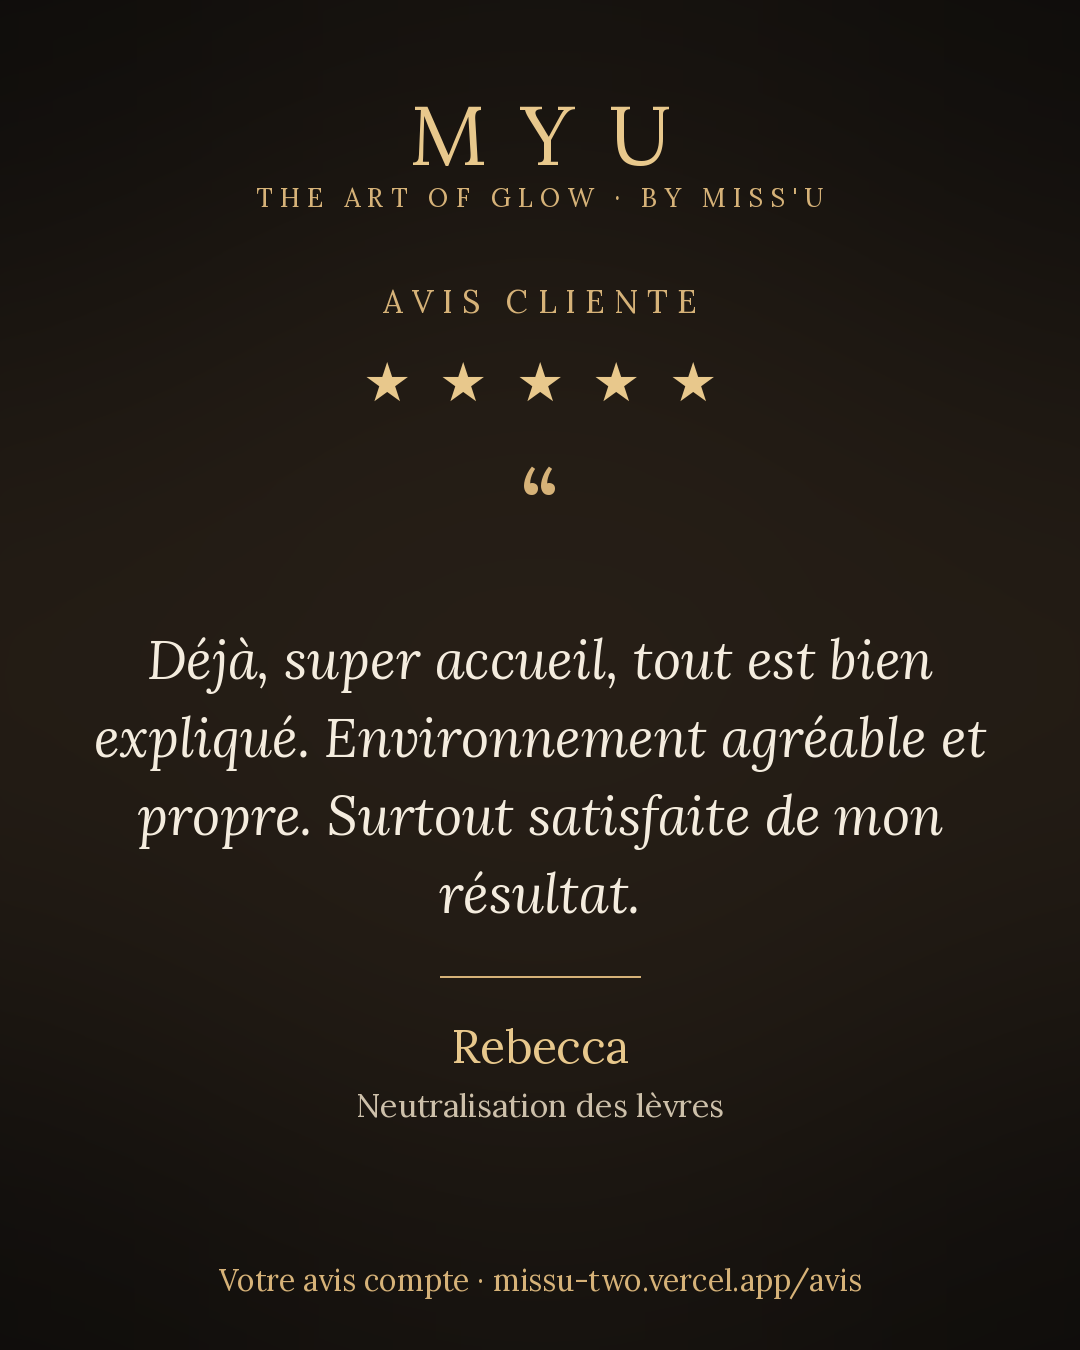 MYU
THE ART OF GLOW · BY MISS'U
AVIS CLIENTE
★ ★ ★ ★ ★
“
Déjà, super accueil, tout est bien
expliqué. Environnement agréable et
propre. Surtout satisfaite de mon
résultat.
Rebecca
Neutralisation des lèvres
Votre avis compte · missu-two.vercel.app/avis